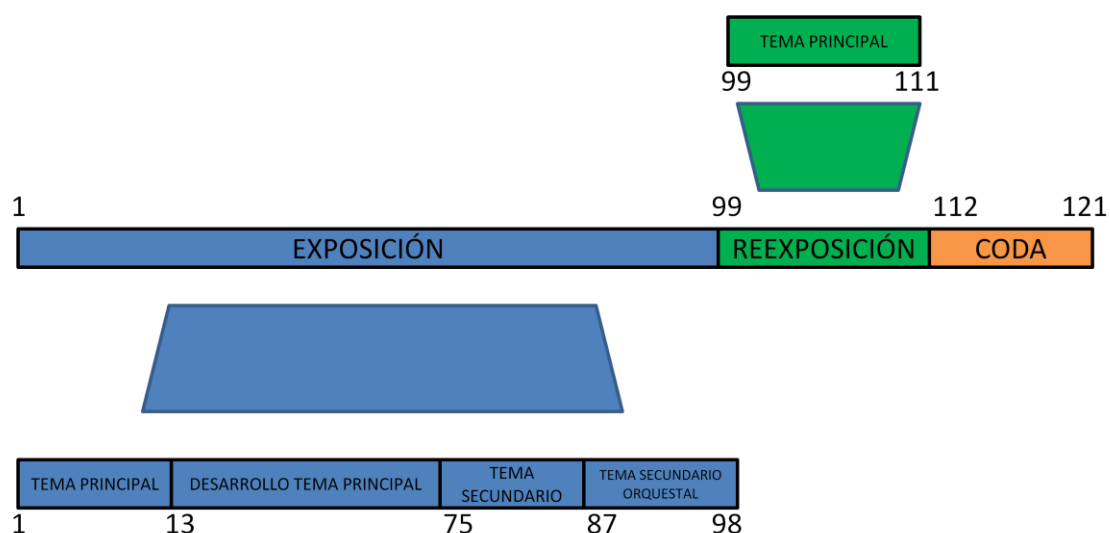 TEMA PRINCIPAL
99 111
1 99 112 121
EXPOSICIÓN REEXPOSICIÓN CODA
TEMA PRINCIPAL DESARROLLO TEMA PRINCIPAL TEMA SECUNDARIO TEMA SECUNDARIO ORQUESTAL
1 13 75 87 98